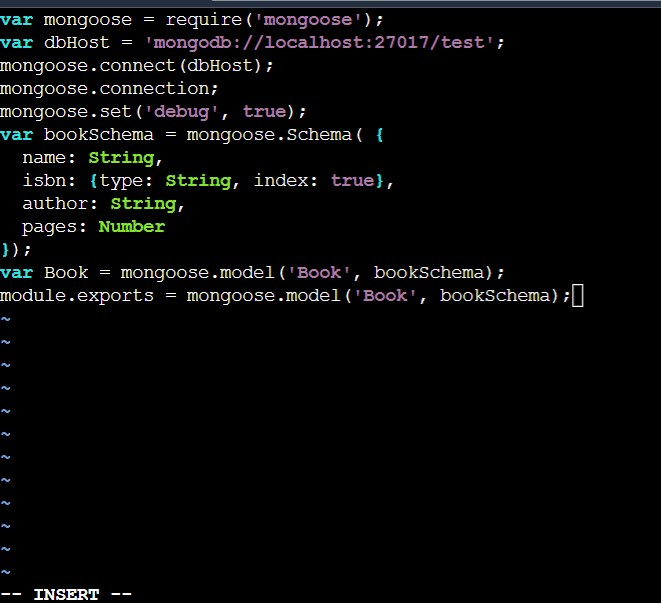 var mongoose = require('mongoose');
var dbHost = 'mongodb://localhost:27017/test';
mongoose.connect(dbHost);
mongoose.connection;
mongoose.set('debug', true);
var bookSchema = mongoose.Schema( {
  name: String,
  isbn: {type: String, index: true},
  author: String,
  pages: Number
});
var Book = mongoose.model('Book', bookSchema);
module.exports = mongoose.model('Book', bookSchema);
~
~
~
~
~
~
~
~
~
~
~
~
-- INSERT --